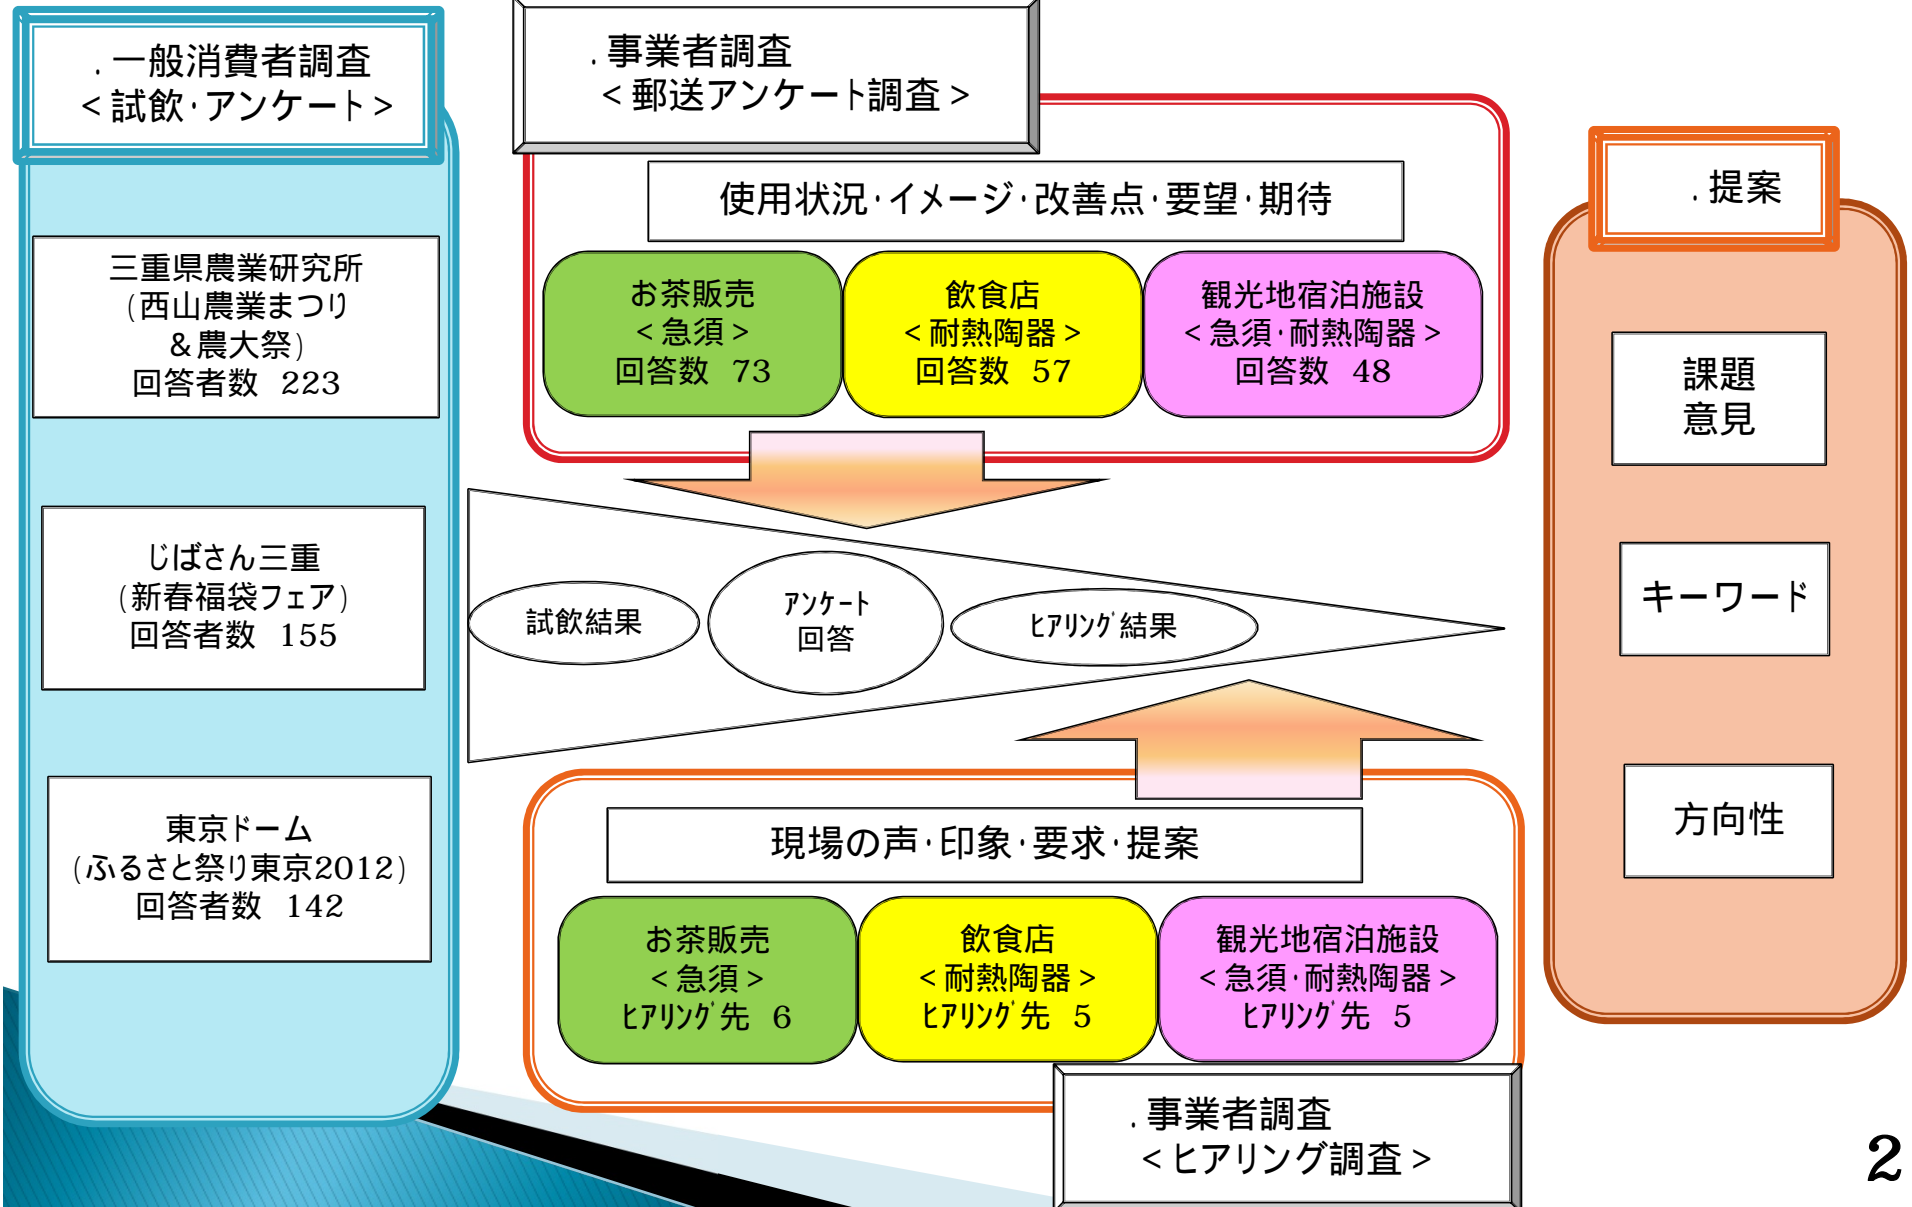 .一般消費者調査
<試飲・アンケート>
三重県農業研究所
(西山農業まつり
&農大祭)
回答者数 223
じばさん三重
(新春福袋フェア)
回答者数 155
東京ドーム
(ふるさと祭り東京2012)
回答者数 142
.事業者調査
<郵送アンケート調査>
使用状況・イメージ・改善点・要望・期待
お茶販売
<急須>
回答数 73
飲食店
<耐熱陶器>
回答数 57
観光地宿泊施設
<急須・耐熱陶器>
回答数 48
試飲結果
アンケート
回答
ヒアリング結果
現場の声・印象・要求・提案
お茶販売
<急須>
ヒアリング先 6
飲食店
<耐熱陶器>
ヒアリング先 5
観光地宿泊施設
<急須・耐熱陶器>
ヒアリング先 5
.事業者調査
<ヒアリング調査>
.提案
課題
意見
キーワード
方向性
2